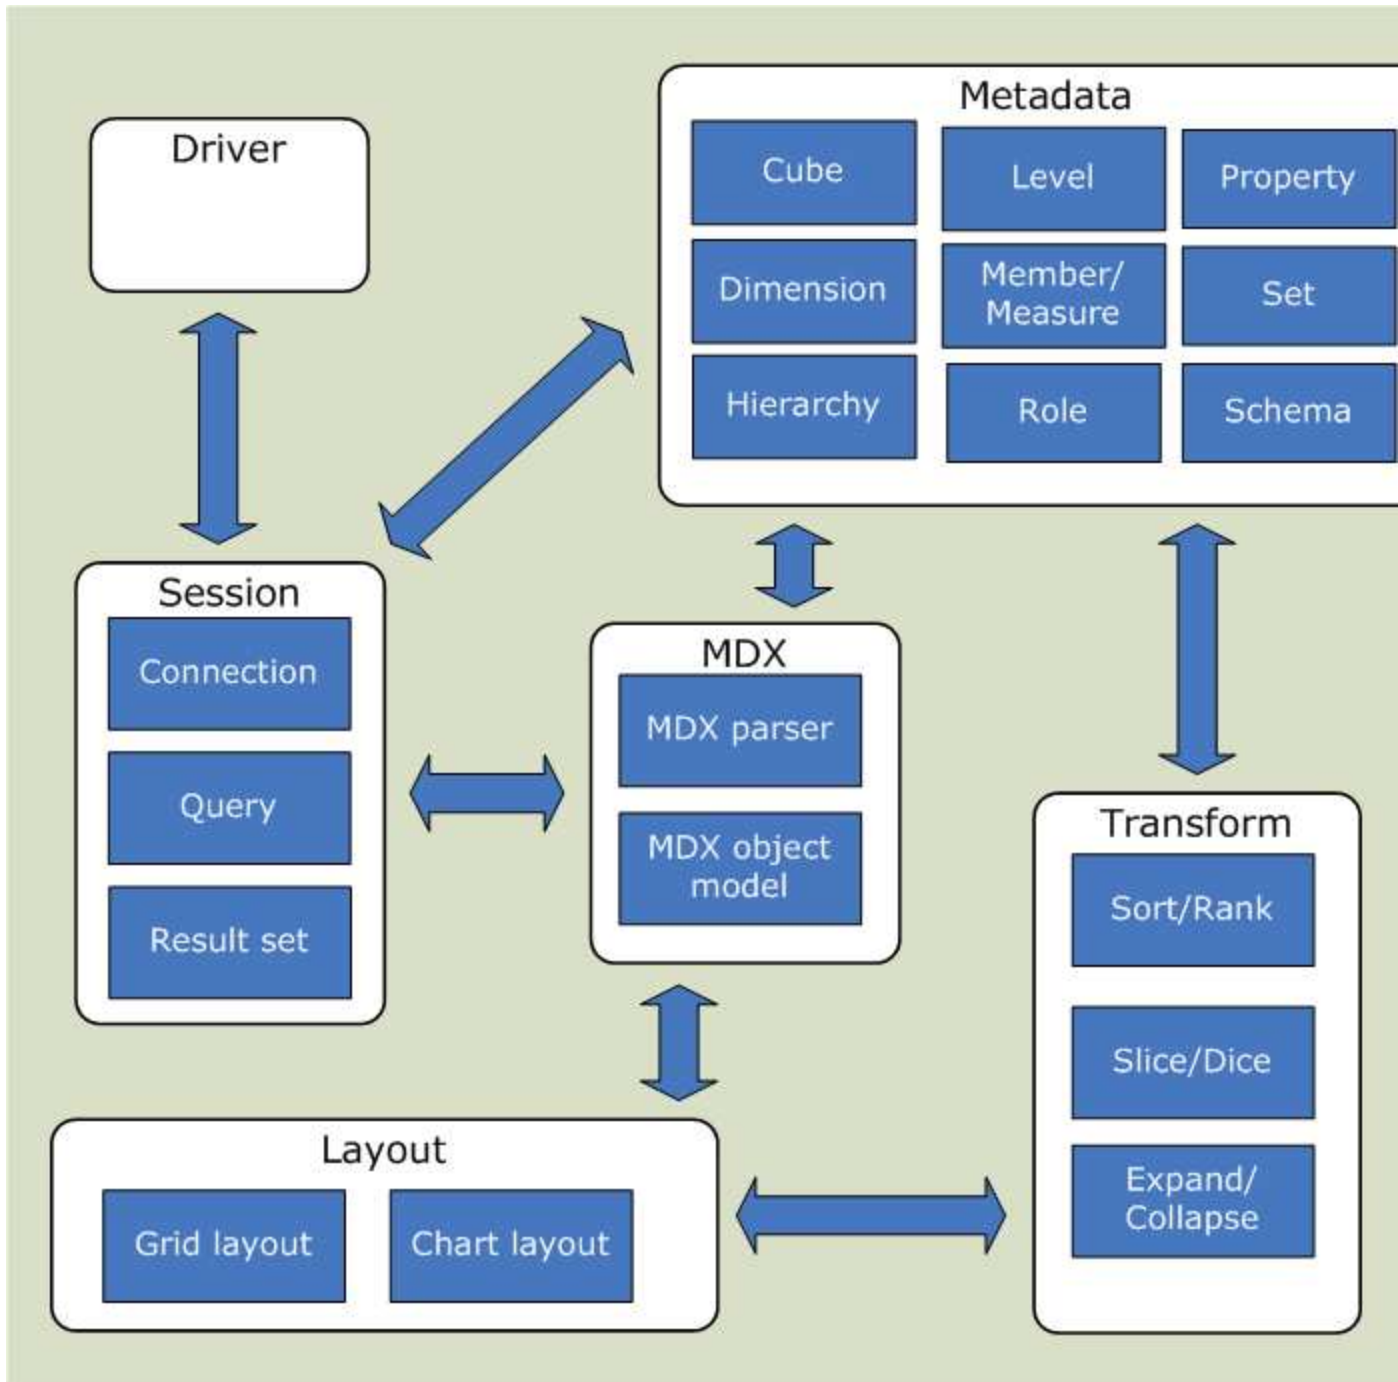 Driver
Metadata
Cube
Level
Property
Dimension
Member/
Measure
Set
Hierarchy
Role
Schema
Session
Connection
Query
Result set
MDX
MDX parser
MDX object
model
Transform
Sort/Rank
Slice/Dice
Expand/
Collapse
Layout
Grid layout
Chart layout